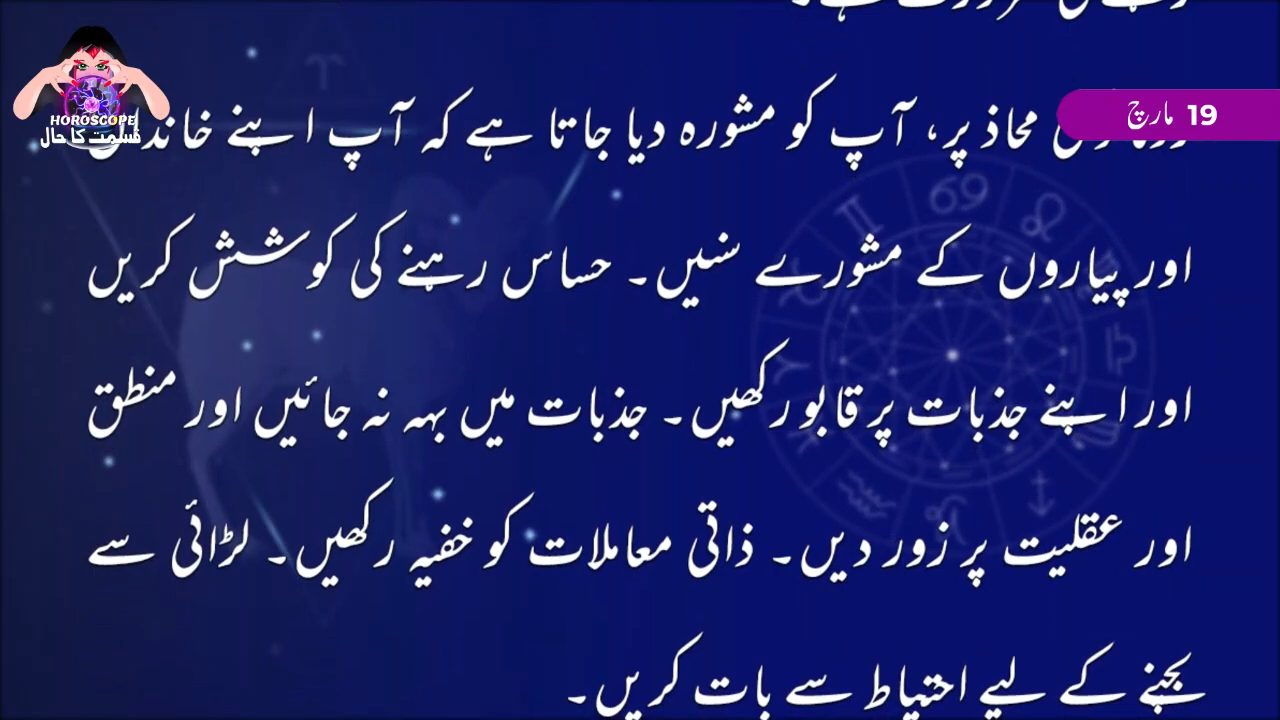 HOROSCOPE
قسمت کا حال
19 مارچ
محاذ پر، آپ کو مشورہ دیا جاتا ہے کہ آپ اپنے
اور پیاروں کے مشورے سنیں۔ حساس رہنے کی کوشش کریں
اور اپنے جذبات پر قابو رکھیں۔ جذبات میں بہہ نہ جائیں اور منطق
اور عقلیت پر زور دیں۔ ذاتی معاملات کو خفیہ رکھیں۔ لڑائی سے
بچنے کے لیے احتیاط سے بات کریں۔